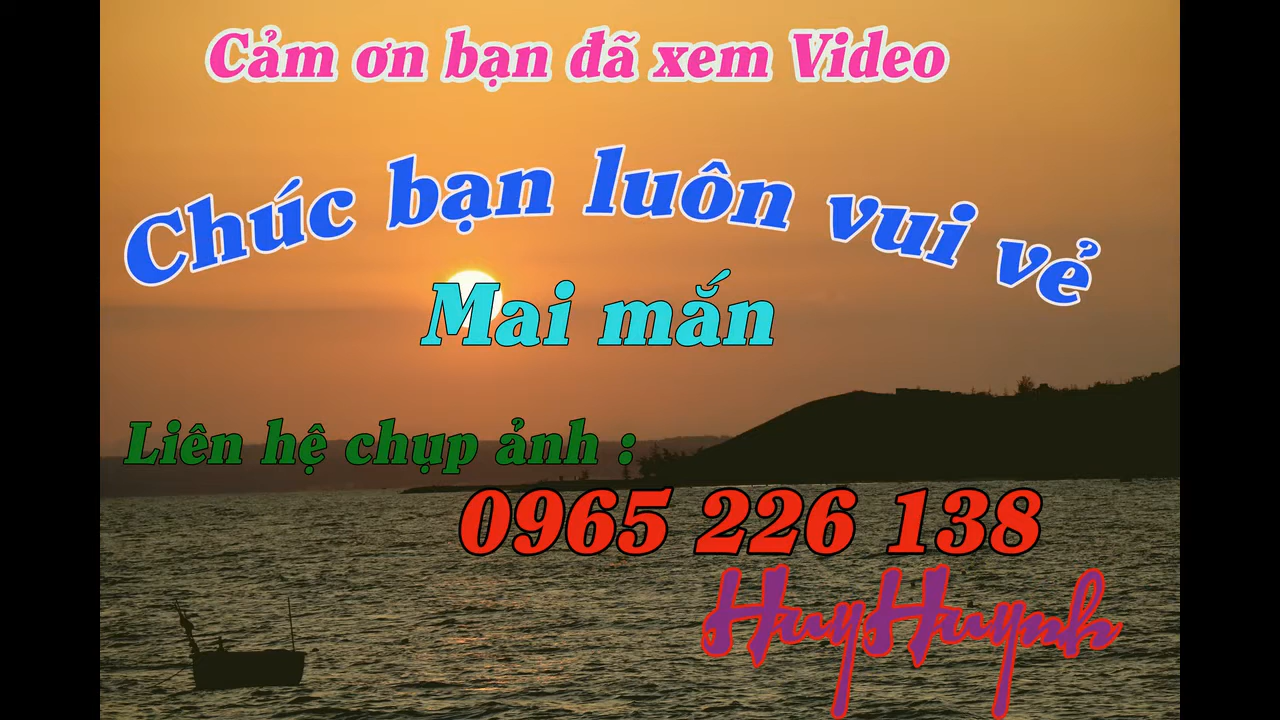 Cảm ơn bạn đã xem Video
Chúc bạn luôn vui vẻ
Mai mắn
Liên hệ chụp ảnh :
0965 226 138
HuyHuynh